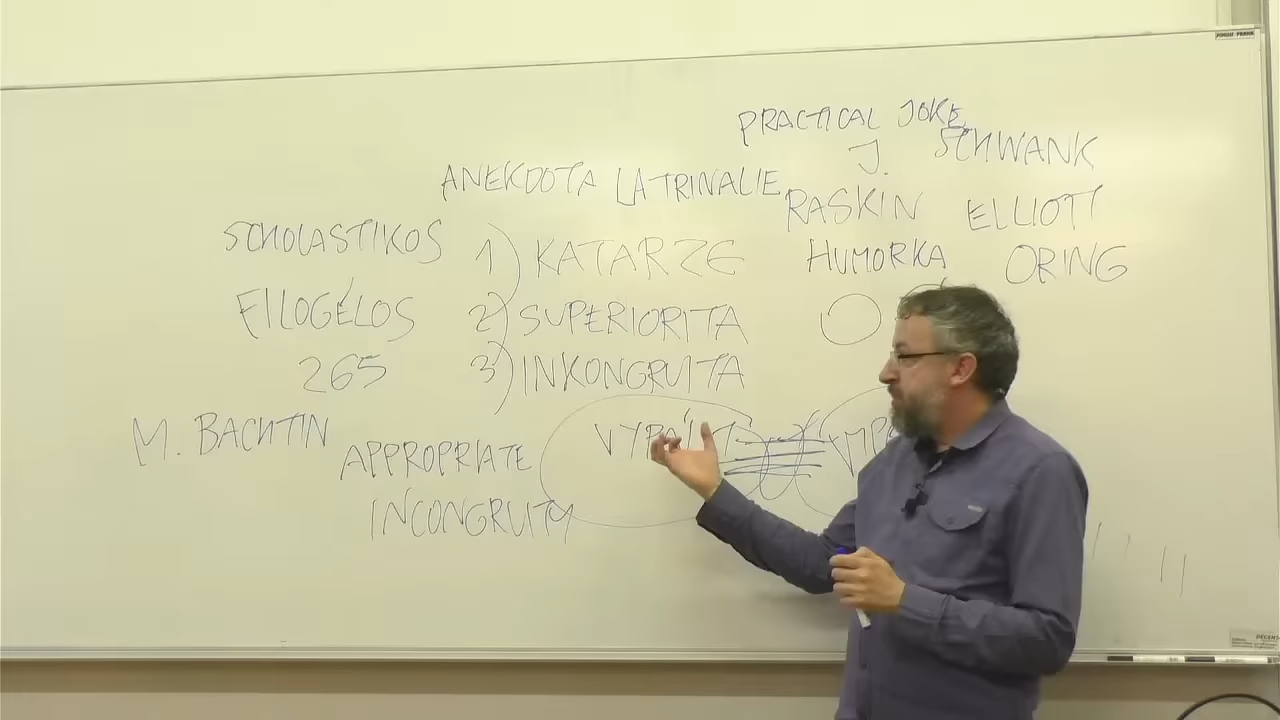 PRACTICAL JOKE
J. SCHWANK
ANEKDOTA LATRINALIE
RASKIN ELLIOTT
SCHOLASTIKOS
1) KATARZE
HUMORKA ORING
FILOGÉLOS
2) SUPERIORITA
265
3) INKONGRUITA
M. BACHTIN
APPROPRIATE
INCONGRUITY